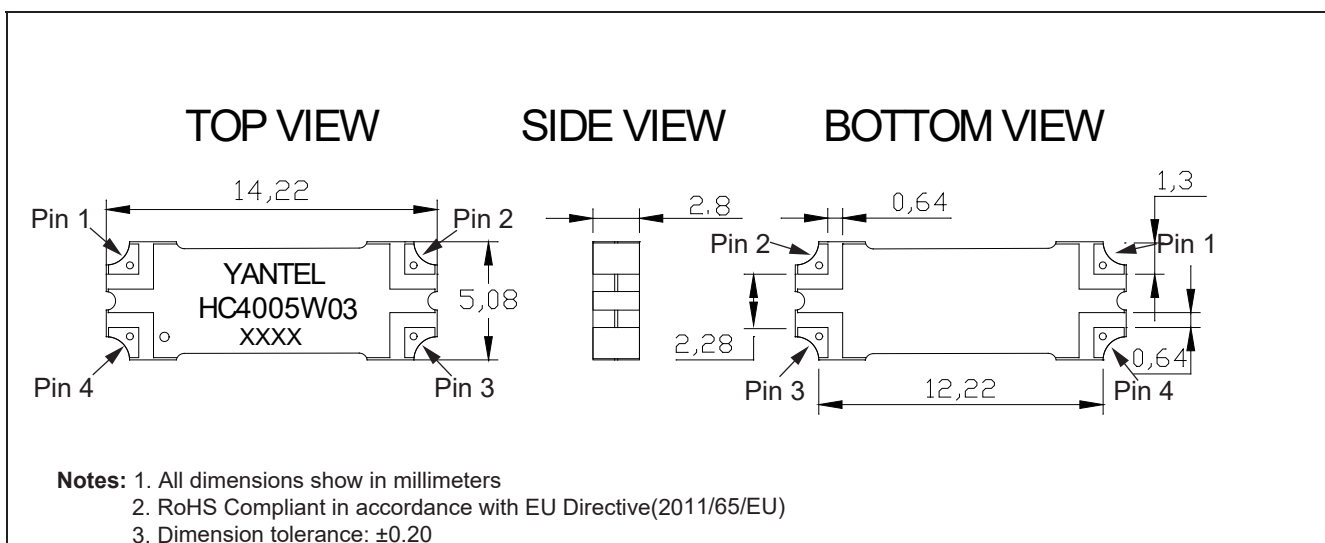 TOP VIEW SIDE VIEW BOTTOM VIEW
14,22
Pin 1
Pin 2
YANTEL
HC4005W03
XXXX
5,08
Pin 4
Pin 3
2.8
0,64
1,3
Pin 2
Pin 1
2,28
0,64
Pin 3
Pin 4
12,22
Notes: 1. All dimensions show in millimeters
2. RoHS Compliant in accordance with EU Directive(2011/65/EU)
3. Dimension tolerance: ±0.20